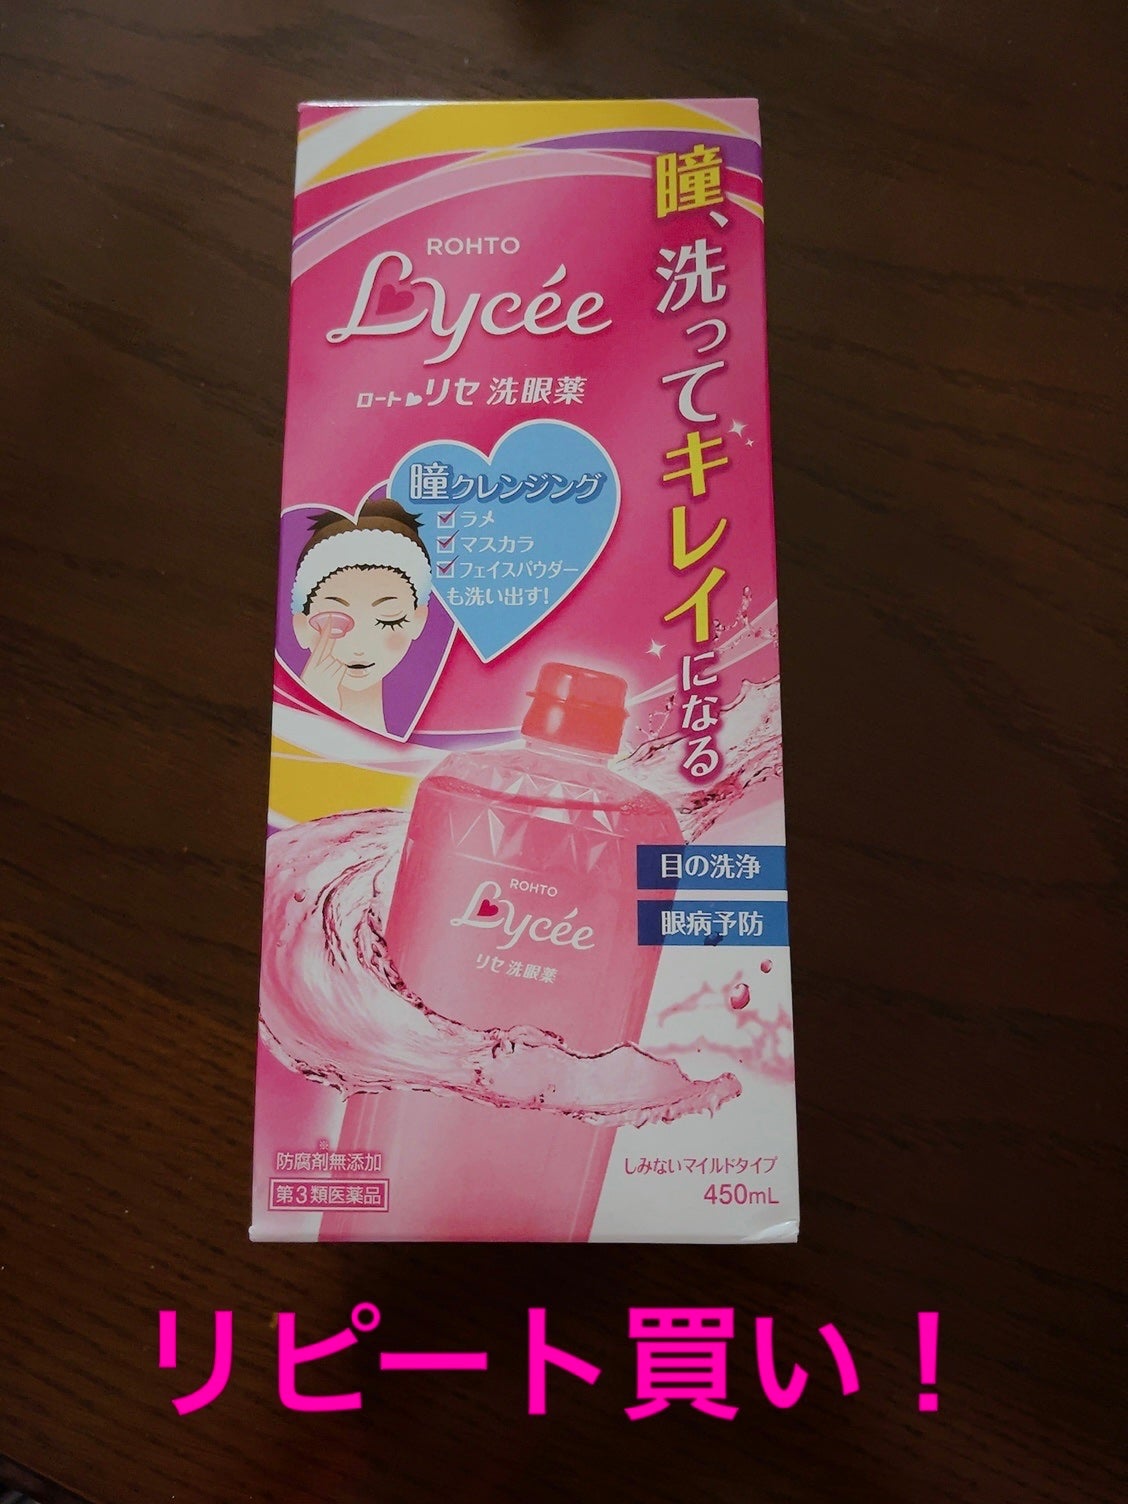 ROHTO
Lycée
ロートリセ 洗眼薬
瞳、洗ってキレイになる
瞳クレンジング
ラメ
マスカラ
フェイスパウダー
も洗い出す!
ROHTO
Lycée
リセ 洗眼薬
目の洗浄
眼病予防
※
防腐剤無添加
第3類医薬品
しみないマイルドタイプ
450mL
リピート買い！